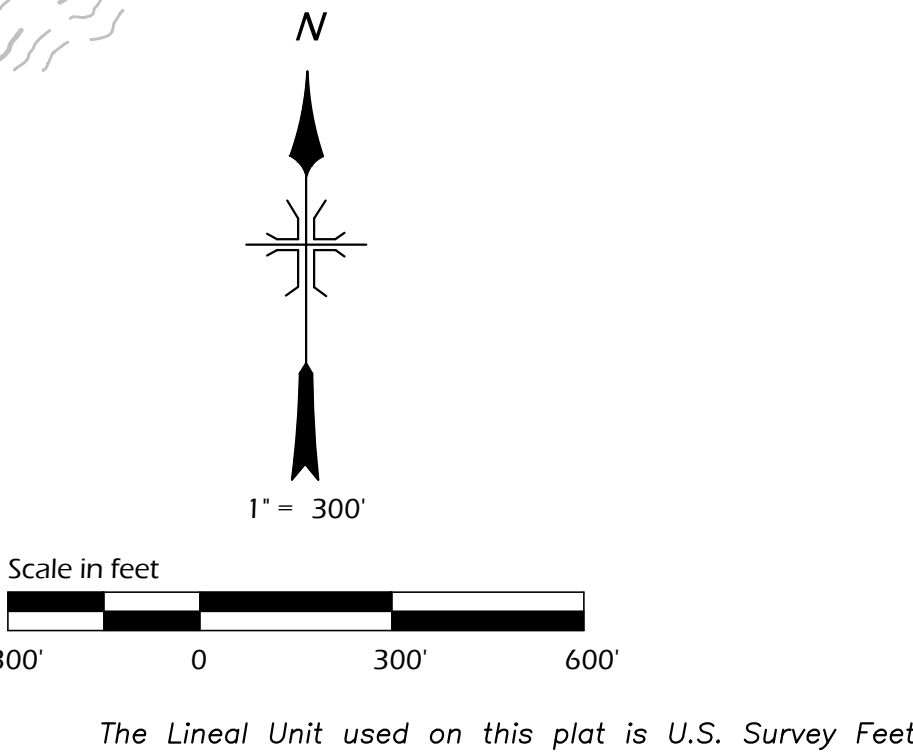 N
1" = 300'
Scale in feet
300' 0 300' 600'
The Lineal Unit used on this plat is U.S. Survey Feet